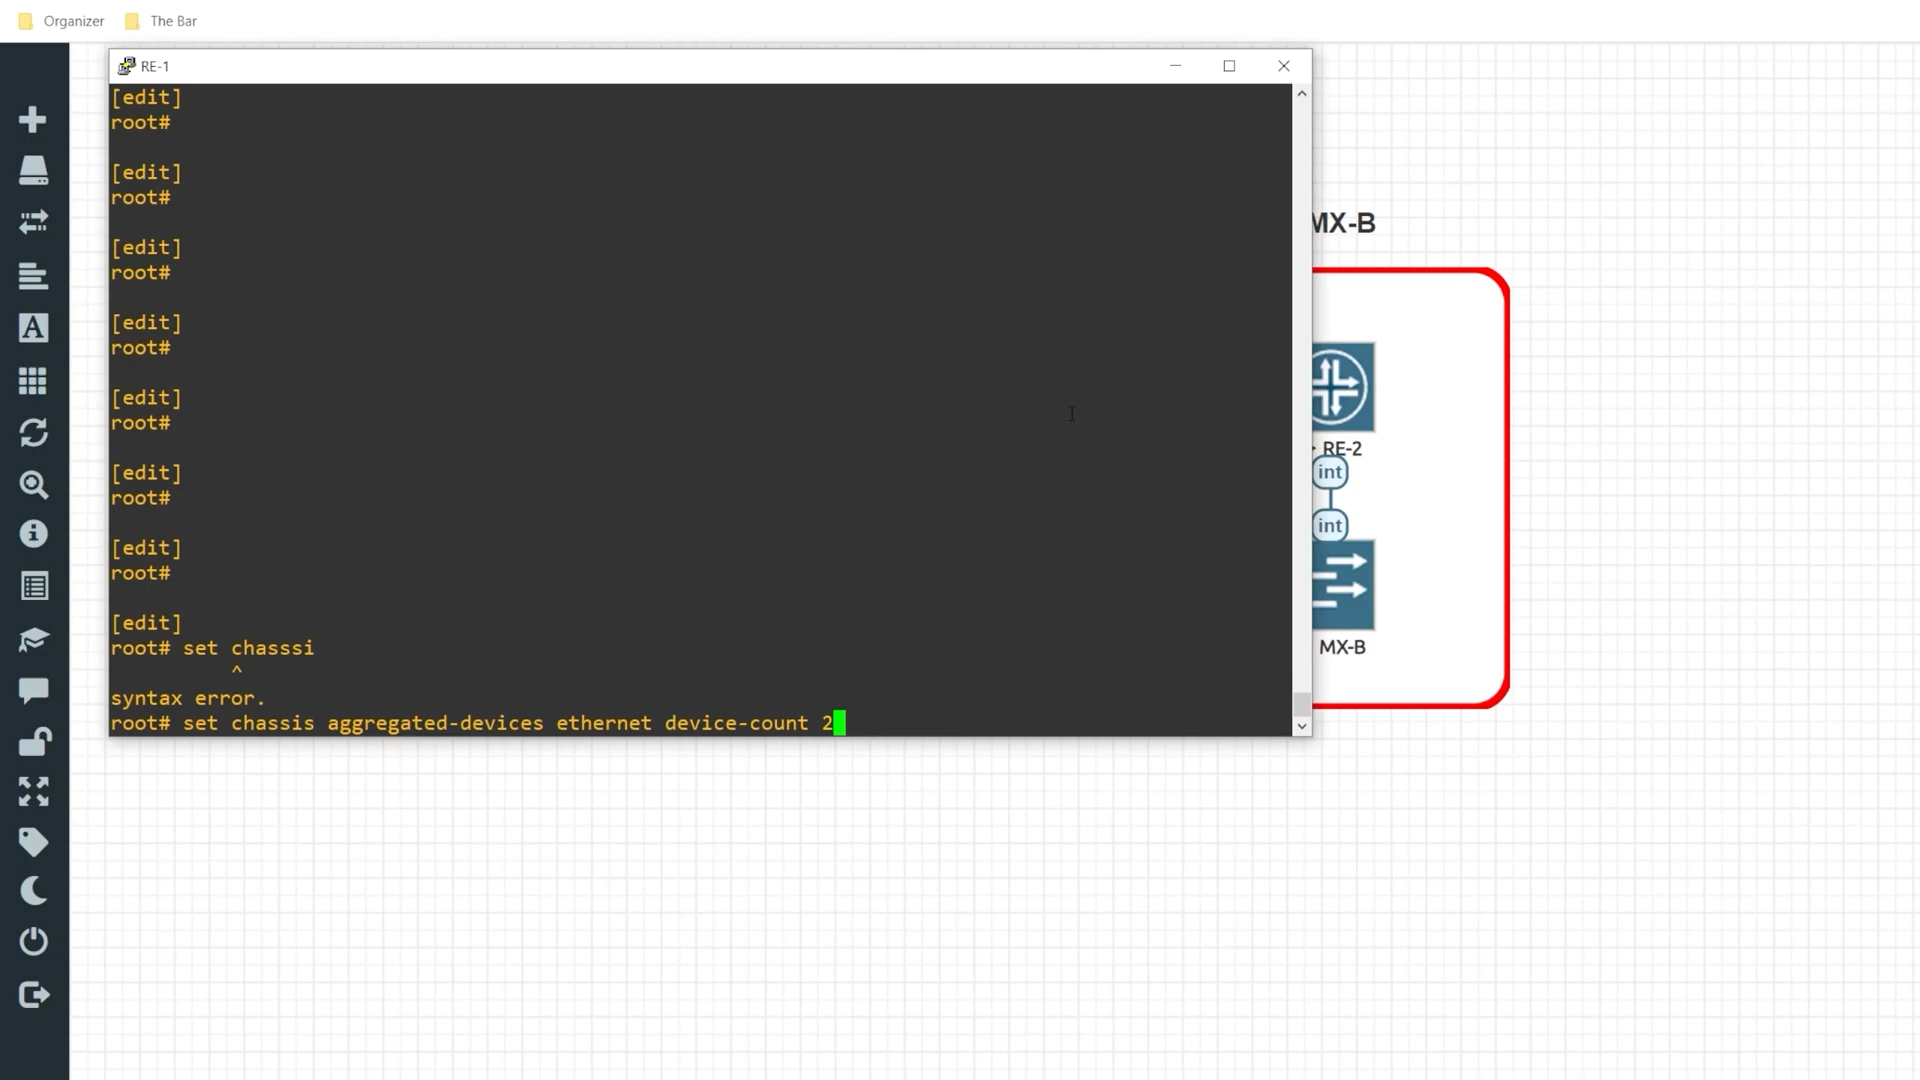 Organizer The Bar
RE-1
[edit]
root#
[edit]
root#
[edit]
root#
[edit]
root#
[edit]
root#
[edit]
root#
[edit]
root#
[edit]
root# set chasssi
^
syntax error.
root# set chassis aggregated-devices ethernet device-count 2
MX-B
RE-2
int
int
MX-B